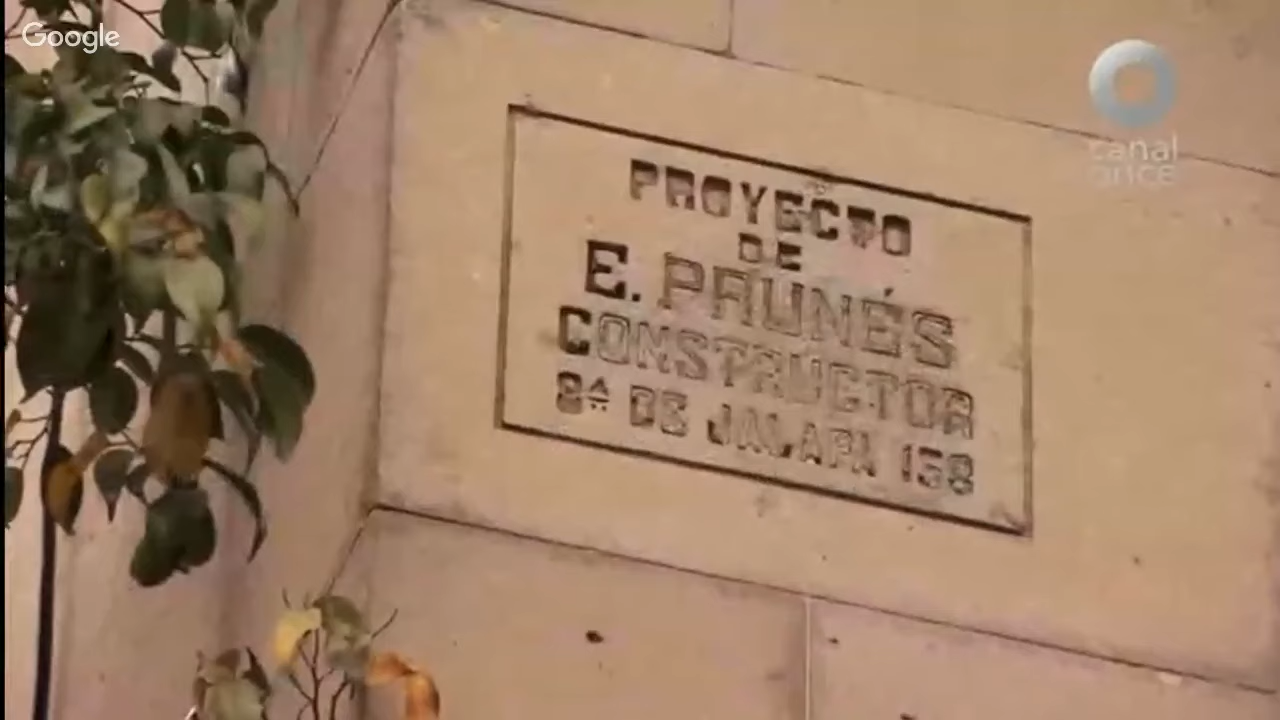 Google
canal
once
PROYECTO
DE
E. PRUNÉS
CONSTRUCTOR
8ª DE JALAPA 158